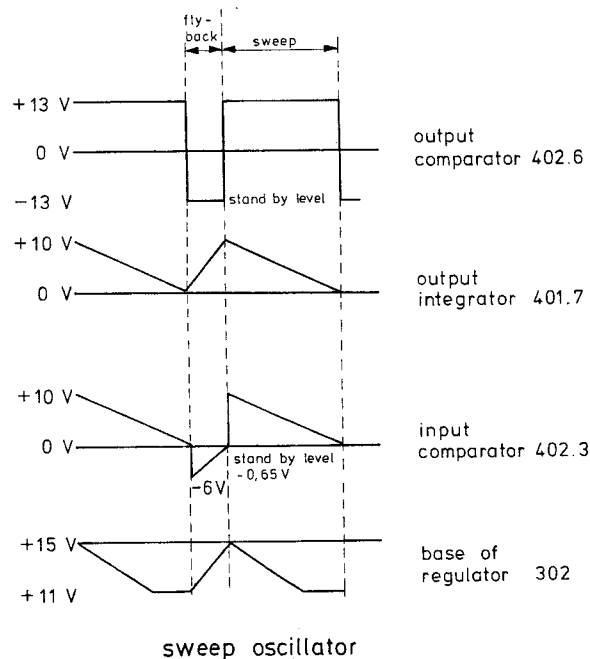 fly-
back
sweep
+13 V
0 V
-13 V
stand by level
output
comparator 402.6
+10 V
0 V
output
integrator 401.7
+10 V
0 V
stand by level
-0,65 V
-6V
input
comparator 402.3
+15 V
+11 V
base of
regulator 302
sweep oscillator